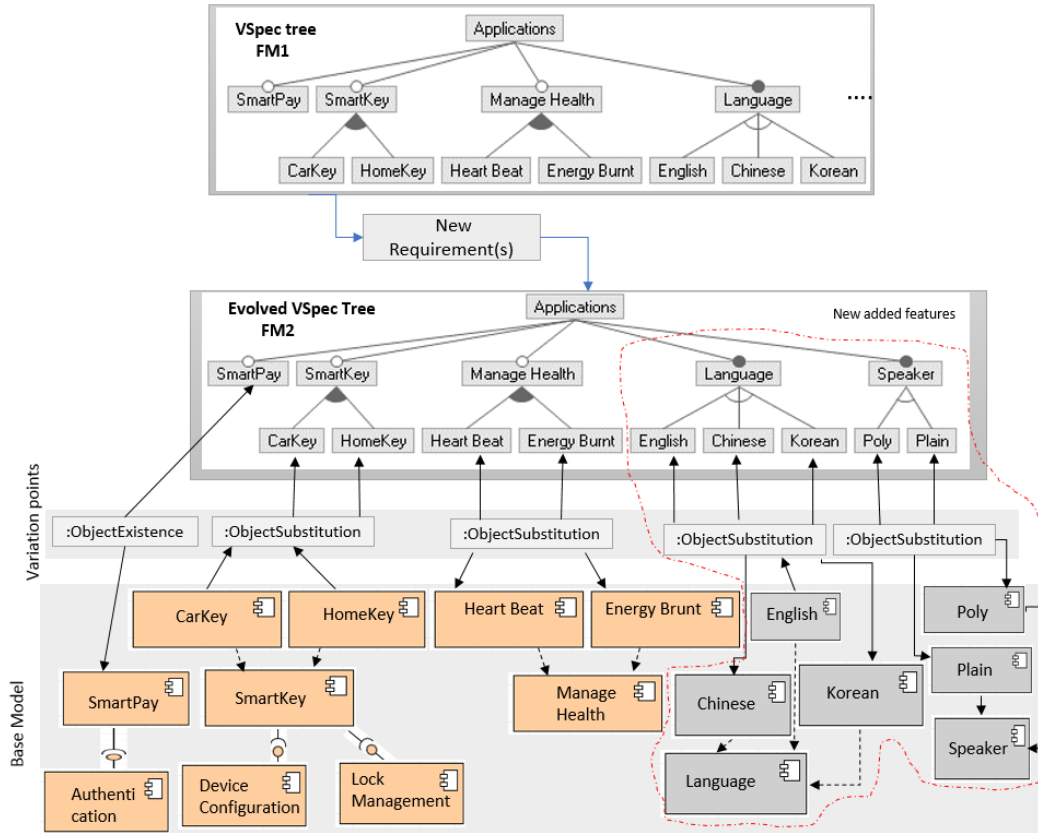 VSpec tree
FM1
Applications
SmartPay
SmartKey
Manage Health
Language
....
CarKey
HomeKey
Heart Beat
Energy Burnt
English
Chinese
Korean
New
Requirement(s)
Evolved VSpec Tree
FM2
Applications
New added features
SmartPay
SmartKey
Manage Health
Language
Speaker
CarKey
HomeKey
Heart Beat
Energy Burnt
English
Chinese
Korean
Poly
Plain
Variation points
:ObjectExistence
:ObjectSubstitution
:ObjectSubstitution
:ObjectSubstitution
:ObjectSubstitution
Base Model
CarKey
HomeKey
Heart Beat
Energy Brunt
English
Poly
SmartPay
SmartKey
Manage
Health
Chinese
Korean
Plain
Speaker
Authenti
cation
Device
Configuration
Lock
Management
Language